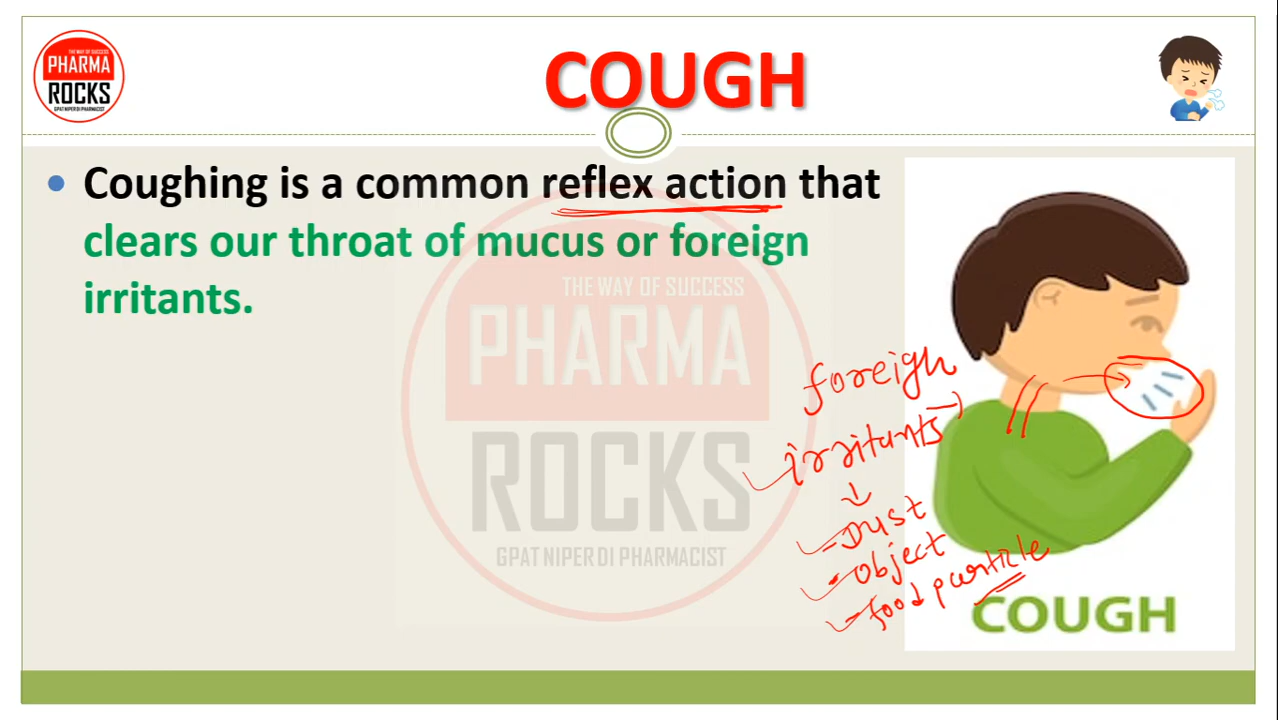 THE WAY OF SUCCESS
PHARMA
ROCKS
GPAT NIPER DI PHARMACIST
COUGH
• Coughing is a common reflex action that
clears our throat of mucus or foreign
irritants.
THE WAY OF SUCCESS
PHARMA
ROCKS
GPAT NIPER DI PHARMACIST
foreign
irritants
- Dust
- object
- food particle
COUGH